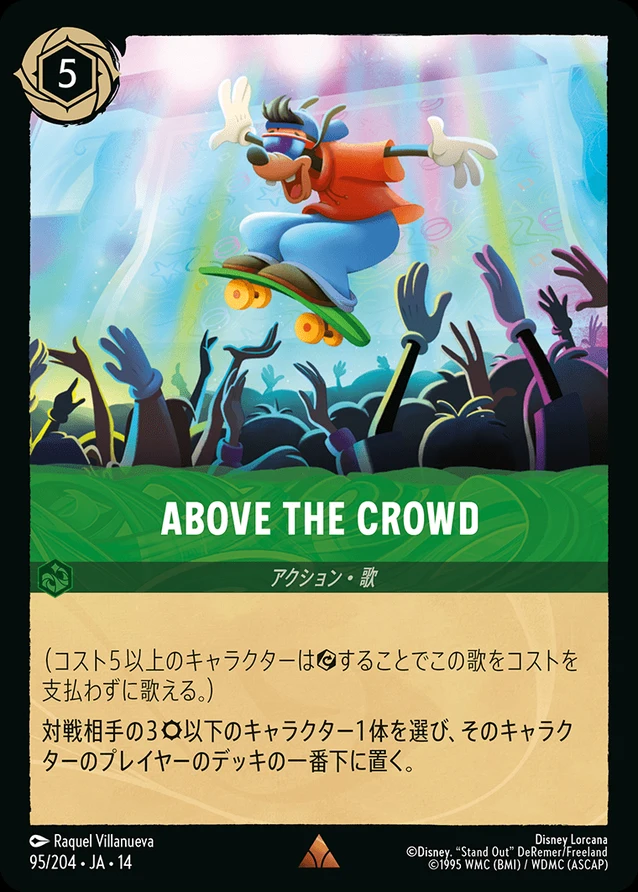 5
ABOVE THE CROWD
アクション・歌
(コスト5以上のキャラクターはすることでこの歌をコストを
支払わずに歌える。)
対戦相手の3以下のキャラクター1体を選び、そのキャラク
ターのプレイヤーのデッキの一番下に置く。
Raquel Villanueva
95/204・JA・14
Disney Lorcana
©Disney. “Stand Out” DeRemer/Freeland
©1995 WMC (BMI) / WDMC (ASCAP)